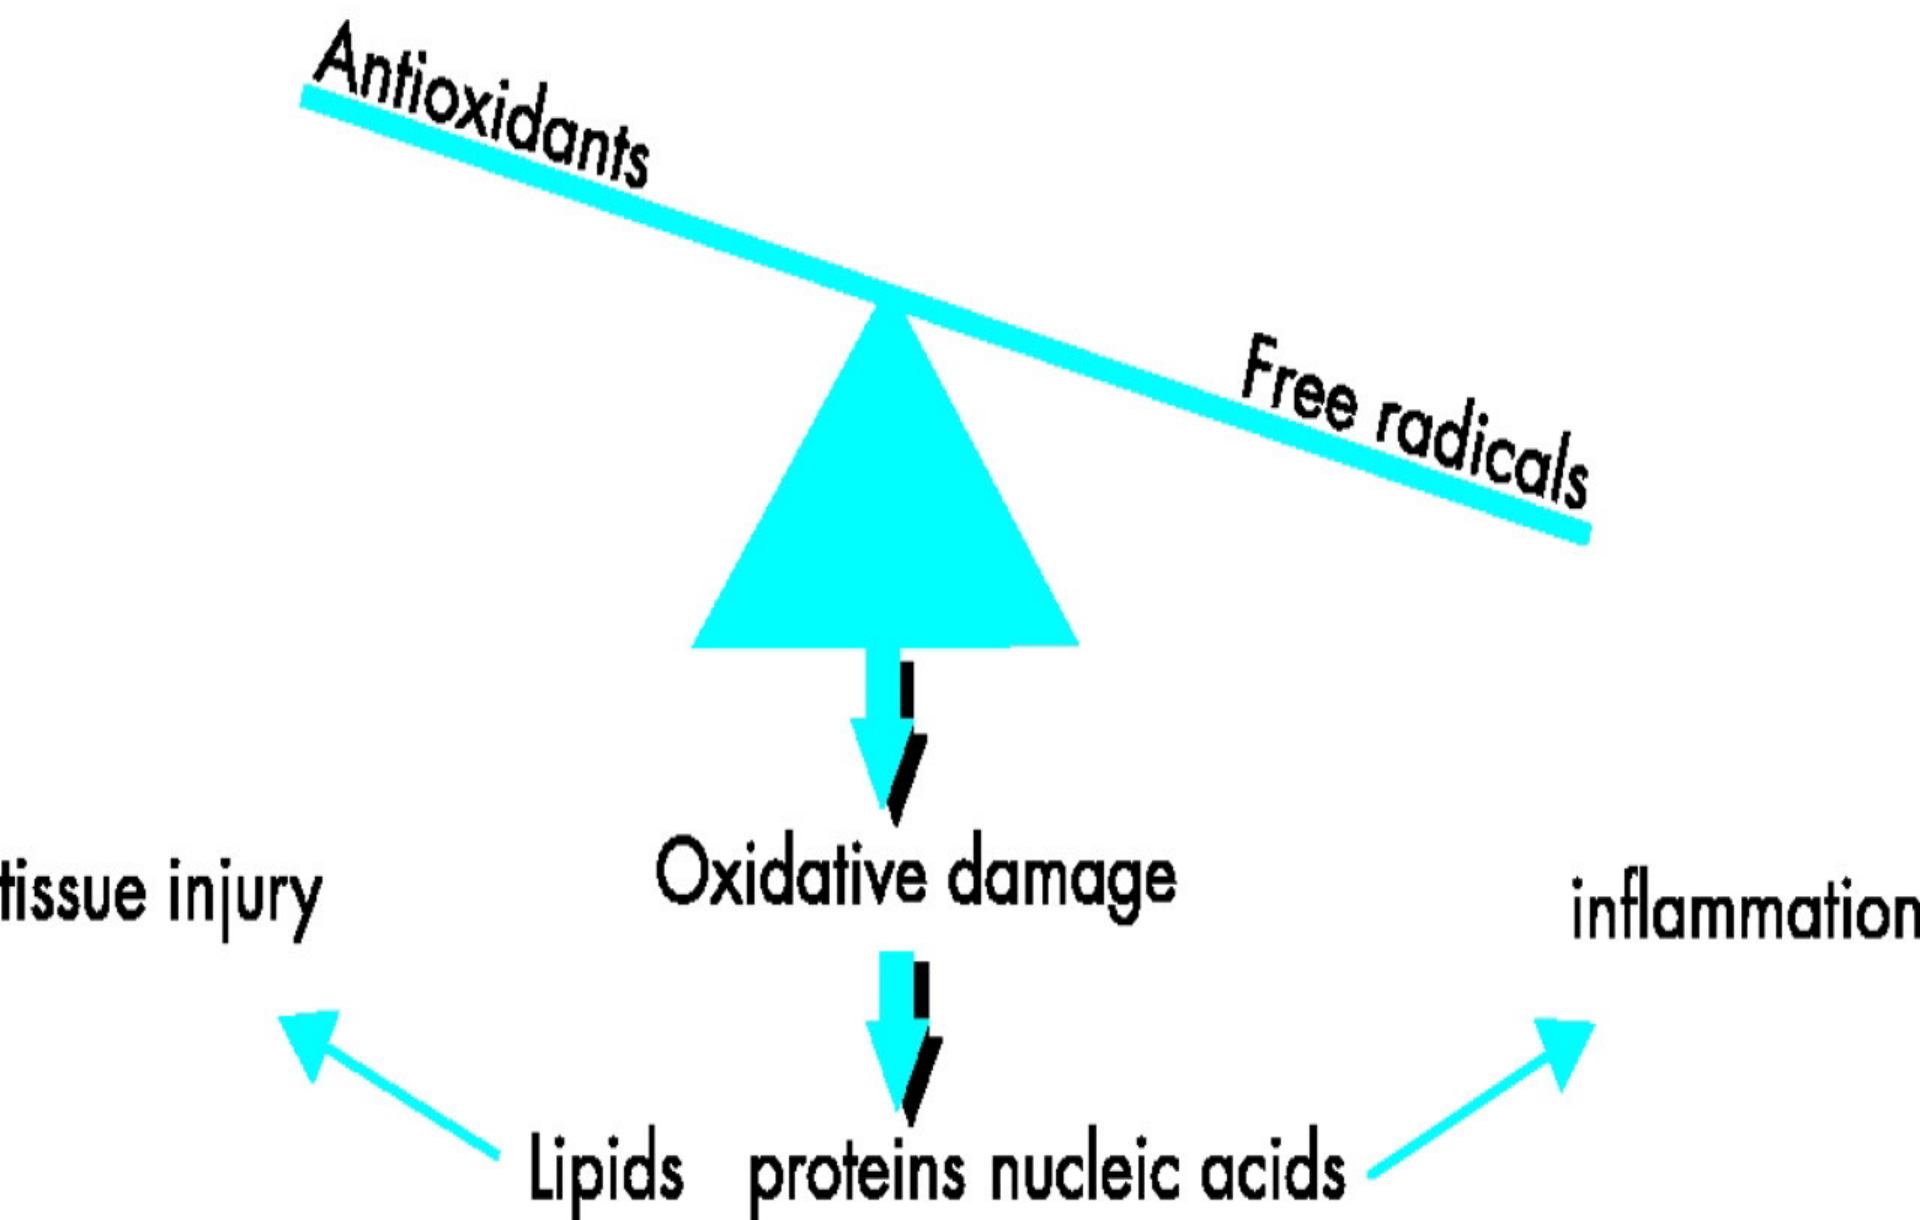 Antioxidants
Free radicals
Oxidative damage
tissue injury
inflammation
Lipids proteins nucleic acids